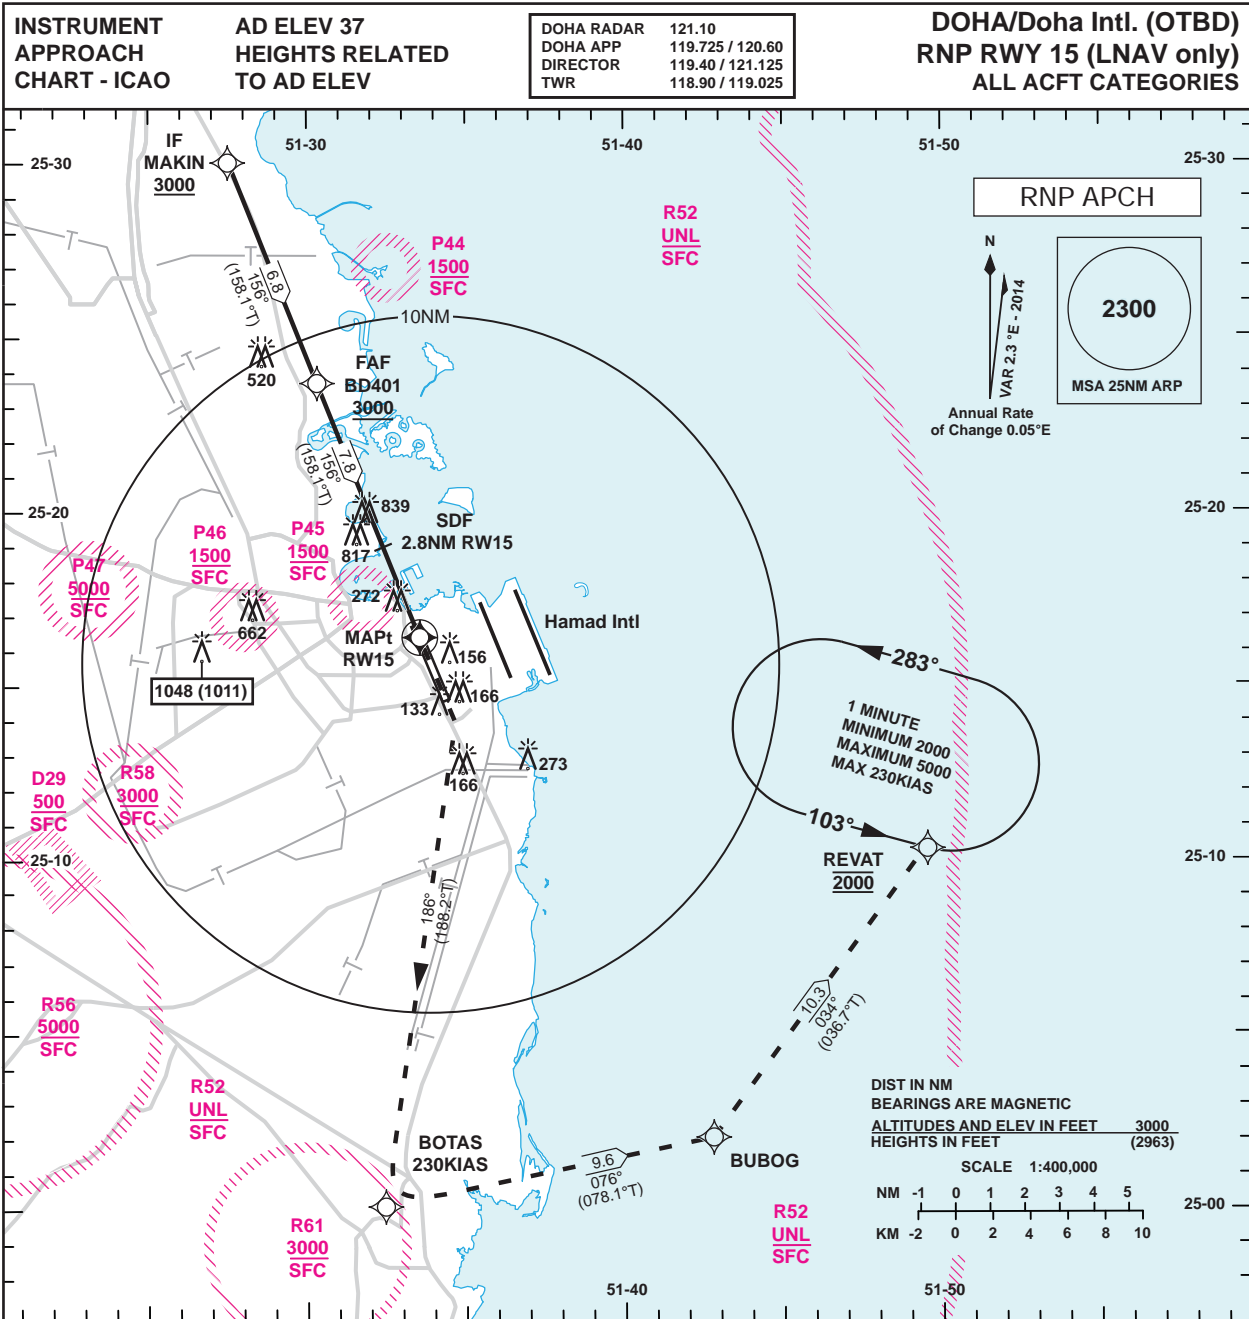 INSTRUMENT
APPROACH
CHART - ICAO
AD ELEV 37
HEIGHTS RELATED
TO AD ELEV
DOHA RADAR 121.10
DOHA APP 119.725 / 120.60
DIRECTOR 119.40 / 121.125
TWR 118.90 / 119.025
DOHA/Doha Intl. (OTBD)
RNP RWY 15 (LNAV only)
ALL ACFT CATEGORIES
51-30
51-40
51-50
25-30
25-30
IF
MAKIN
3000
RNP APCH
R52
UNL
SFC
P44
1500
SFC
N
VAR 2.3 °E - 2014
Annual Rate
of Change 0.05°E
2300
MSA 25NM ARP
6.8
156°
(158.1°T)
10NM
520
FAF
BD401
3000
7.8
156°
(158.1°T)
25-20
25-20
839
SDF
2.8NM RW15
817
P46
1500
SFC
P45
1500
SFC
P47
5000
SFC
272
662
Hamad Intl
MAPt
RW15
156
1048 (1011)
133
166
283°
1 MINUTE
MINIMUM 2000
MAXIMUM 5000
MAX 230KIAS
103°
166
273
D29
500
SFC
R58
3000
SFC
25-10
25-10
REVAT
2000
186°
(188.2°T)
R56
5000
SFC
10.3
034°
(036.7°T)
R52
UNL
SFC
DIST IN NM
BEARINGS ARE MAGNETIC
ALTITUDES AND ELEV IN FEET 3000
HEIGHTS IN FEET (2963)
BOTAS
230KIAS
BUBOG
9.6
076°
(078.1°T)
SCALE 1:400,000
NM -1 0 1 2 3 4 5
KM -2 0 2 4 6 8 10
25-00
25-00
R61
3000
SFC
R52
UNL
SFC
51-40
51-50